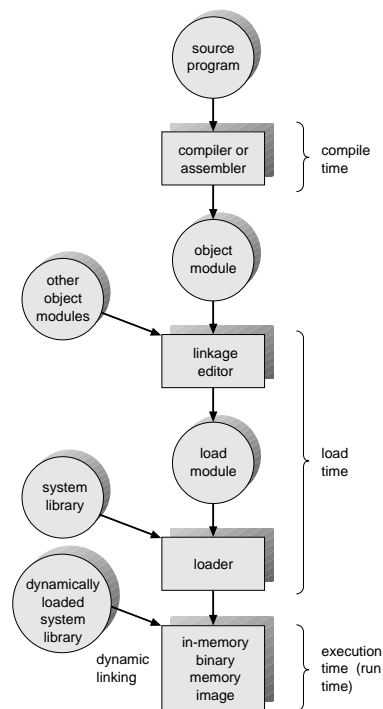 source
program
compiler or
assembler
compile
time
object
module
other
object
modules
linkage
editor
load
module
load
time
system
library
loader
dynamically
loaded
system
library
dynamic
linking
in-memory
binary
memory
image
execution
time (run
time)